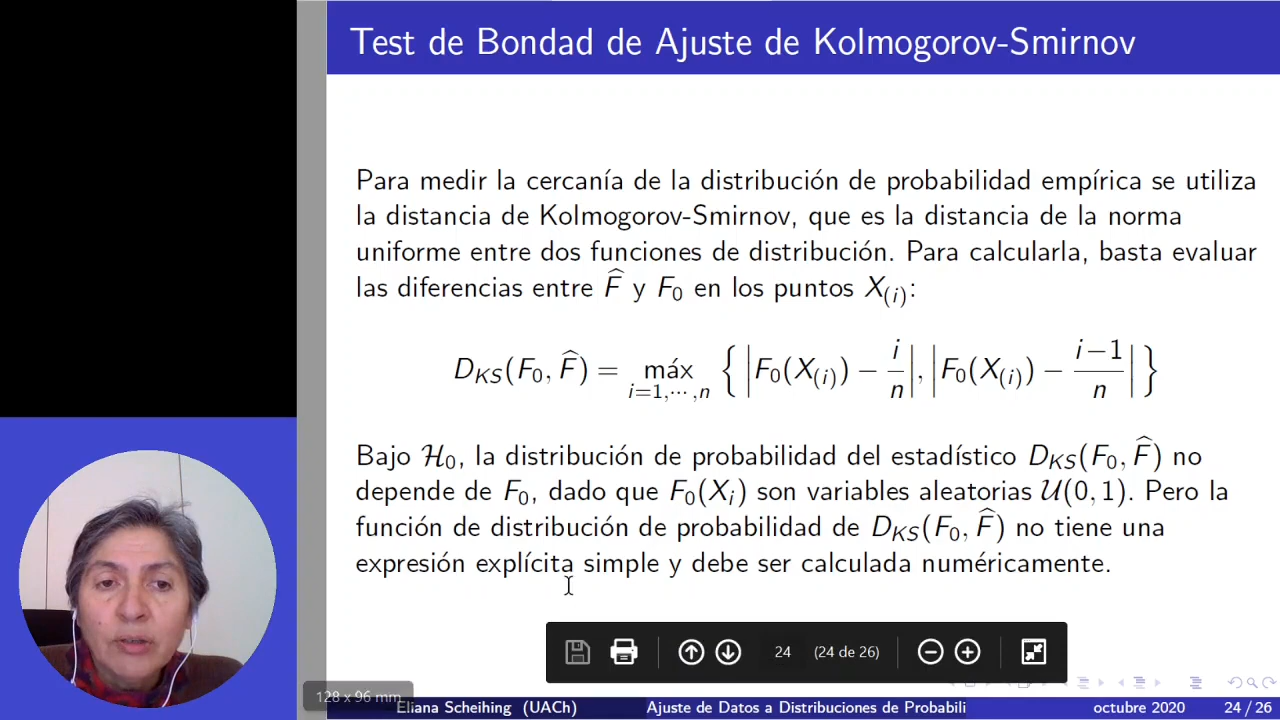 Test de Bondad de Ajuste de Kolmogorov-Smirnov
Para medir la cercanía de la distribución de probabilidad empírica se utiliza
la distancia de Kolmogorov-Smirnov, que es la distancia de la norma
uniforme entre dos funciones de distribución. Para calcularla, basta evaluar
las diferencias entre F̂ y F₀ en los puntos X₍ᵢ₎:
D_KS(F₀, F̂) = máx_{i=1,⋯,n} { |F₀(X₍ᵢ₎) − i/n|, |F₀(X₍ᵢ₎) − (i−1)/n| }
Bajo ℋ₀, la distribución de probabilidad del estadístico D_KS(F₀, F̂) no
depende de F₀, dado que F₀(Xᵢ) son variables aleatorias 𝒰(0, 1). Pero la
función de distribución de probabilidad de D_KS(F₀, F̂) no tiene una
expresión explícita simple y debe ser calculada numéricamente.
24 (24 de 26)
128 x 96 mm
Eliana Scheihing (UACh) Ajuste de Datos a Distribuciones de Probabili octubre 2020 24 / 26